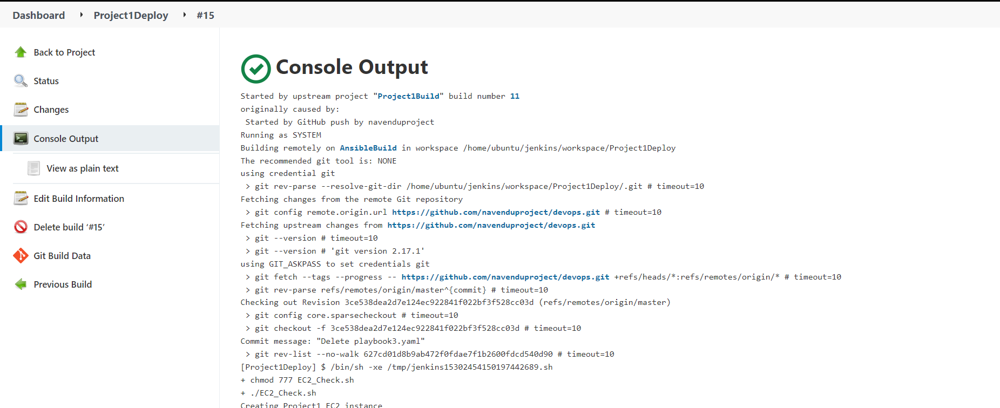 Dashboard
Project1Deploy
#15
Back to Project
Status
Changes
Console Output
View as plain text
Edit Build Information
Delete build ‘#15’
Git Build Data
Previous Build
Console Output
Started by upstream project "Project1Build" build number 11
originally caused by:
Started by GitHub push by navenduproject
Running as SYSTEM
Building remotely on AnsibleBuild in workspace /home/ubuntu/jenkins/workspace/Project1Deploy
The recommended git tool is: NONE
using credential git
> git rev-parse --resolve-git-dir /home/ubuntu/jenkins/workspace/Project1Deploy/.git # timeout=10
Fetching changes from the remote Git repository
> git config remote.origin.url https://github.com/navenduproject/devops.git # timeout=10
Fetching upstream changes from https://github.com/navenduproject/devops.git
> git --version # timeout=10
> git --version # 'git version 2.17.1'
using GIT_ASKPASS to set credentials git
> git fetch --tags --progress -- https://github.com/navenduproject/devops.git +refs/heads/*:refs/remotes/origin/* # timeout=10
> git rev-parse refs/remotes/origin/master^{commit} # timeout=10
Checking out Revision 3ce538dea2d7e124ec922841f022bf3f528cc03d (refs/remotes/origin/master)
> git config core.sparsecheckout # timeout=10
> git checkout -f 3ce538dea2d7e124ec922841f022bf3f528cc03d # timeout=10
Commit message: "Delete playbook3.yaml"
> git rev-list --no-walk 627cd01d8b9ab472f0fdae7f1b2600fdcd540d90 # timeout=10
[Project1Deploy] $ /bin/sh -xe /tmp/jenkins15302454150197442689.sh
+ chmod 777 EC2_Check.sh
+ ./EC2_Check.sh
Creating Project1 EC2 instance